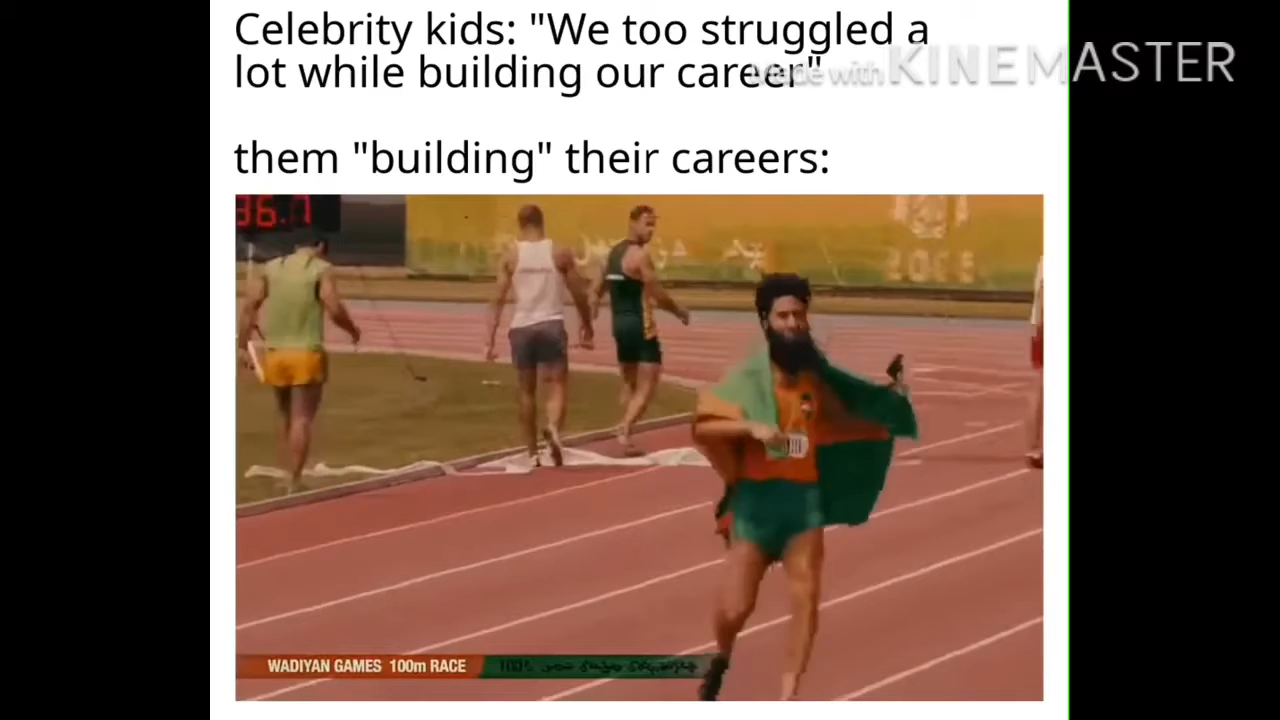 Celebrity kids: "We too struggled a
lot while building our career"
Made with KINEMASTER
them "building" their careers:
36.7
WADIYAN GAMES 100m RACE